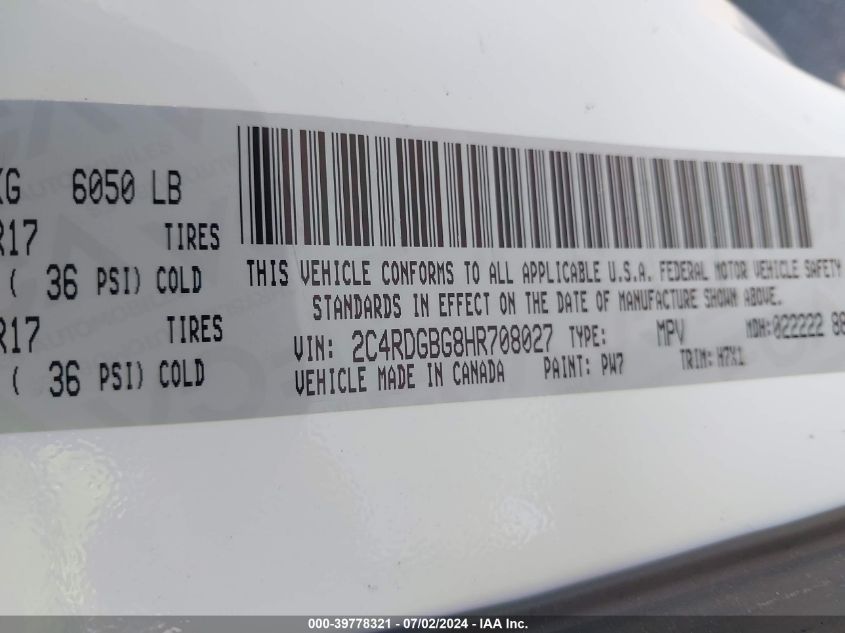 KG 6050 LB
R17 TIRES
( 36 PSI) COLD
R17 TIRES
( 36 PSI) COLD
THIS VEHICLE CONFORMS TO ALL APPLICABLE U.S.A. FEDERAL MOTOR VEHICLE SAFETY
STANDARDS IN EFFECT ON THE DATE OF MANUFACTURE SHOWN ABOVE.
VIN: 2C4RDGBG8HR708027 TYPE: MPV MDH:022222 88
VEHICLE MADE IN CANADA PAINT: PW7 TRIM: H7X1
000-39778321 - 07/02/2024 - IAA Inc.